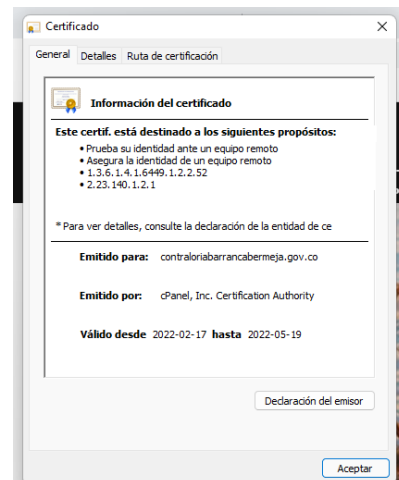 Certificado
General Detalles Ruta de certificación
Información del certificado
Este certif. está destinado a los siguientes propósitos:
• Prueba su identidad ante un equipo remoto
• Asegura la identidad de un equipo remoto
• 1.3.6.1.4.1.6449.1.2.2.52
• 2.23.140.1.2.1
* Para ver detalles, consulte la declaración de la entidad de ce
Emitido para: contraloriabarrancabermeja.gov.co
Emitido por: cPanel, Inc. Certification Authority
Válido desde 2022-02-17 hasta 2022-05-19
Declaración del emisor
Aceptar